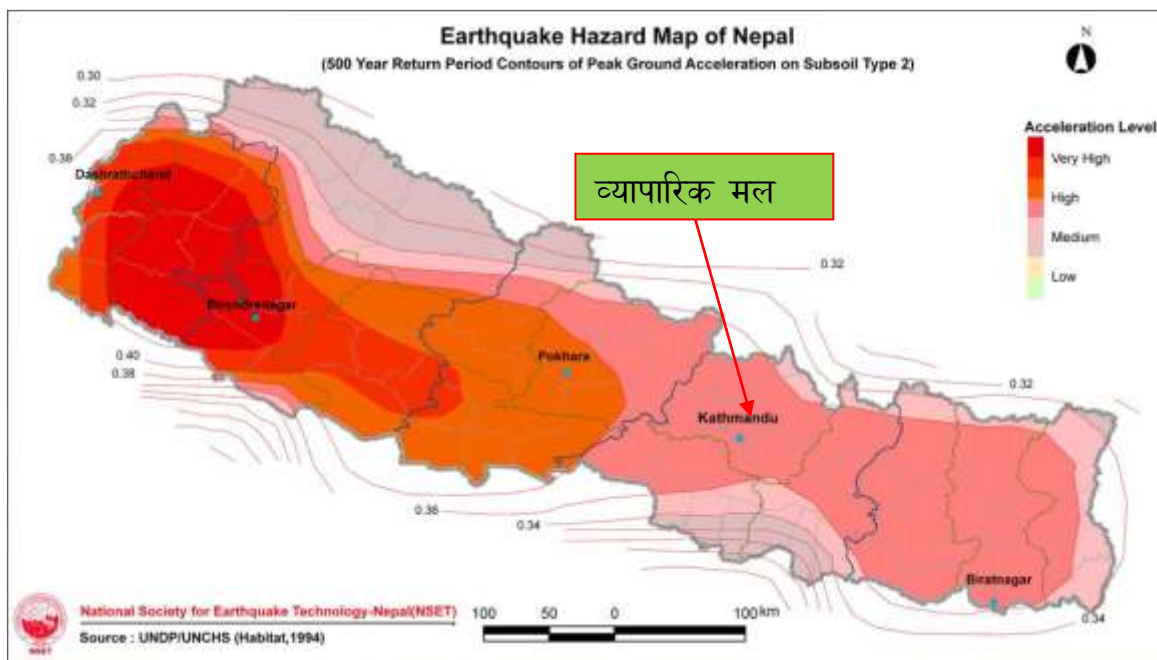 Earthquake Hazard Map of Nepal
(500 Year Return Period Contours of Peak Ground Acceleration on Subsoil Type 2)
N
0.30
0.32
0.38
Dashrathchand
व्यापारिक मल
Acceleration Level
Very High
High
Medium
Low
0.32
Birendranagar
0.40
0.38
Pokhara
0.32
Kathmandu
0.36
0.34
Biratnagar
0.34
National Society for Earthquake Technology-Nepal(NSET)
Source : UNDP/UNCHS (Habitat,1994)
NSET
100 50 0 100 km